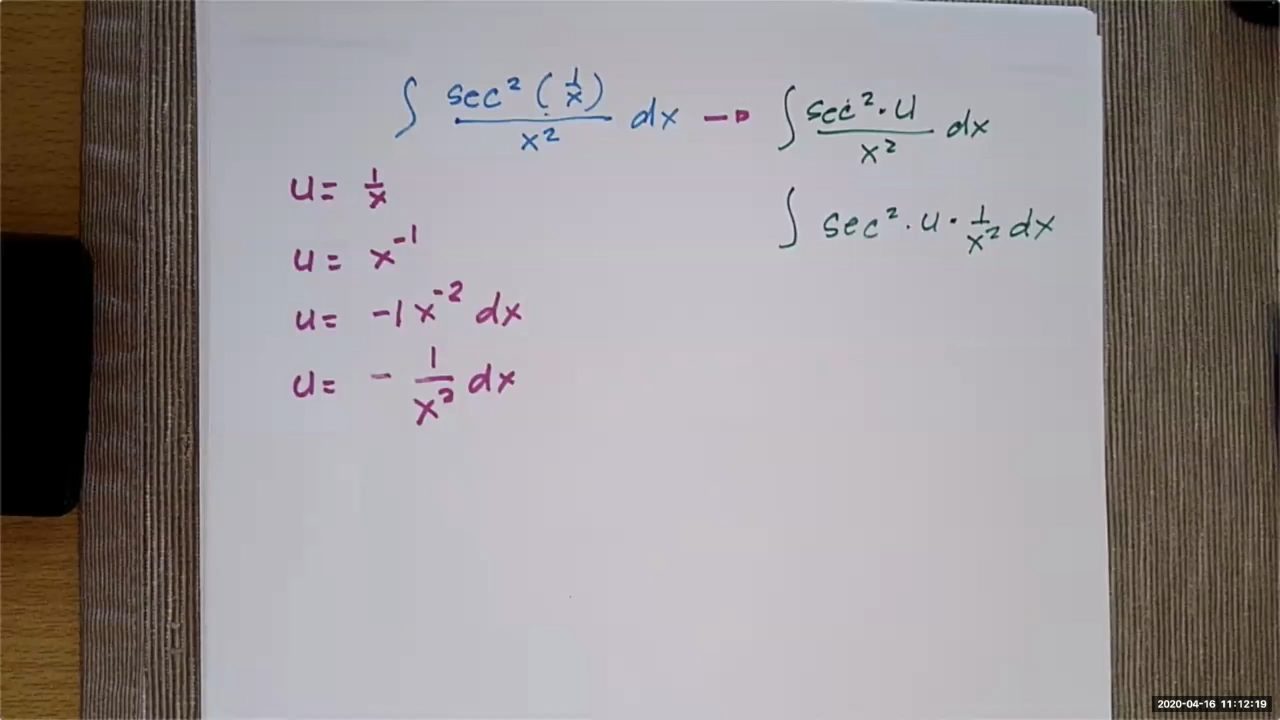 ∫ sec² (1/x) / x² dx → ∫ sec² · u / x² dx
∫ sec² · u · 1/x² dx
u = 1/x
u = x⁻¹
u = -1x⁻² dx
u = - 1/x² dx
2020-04-16 11:12:19